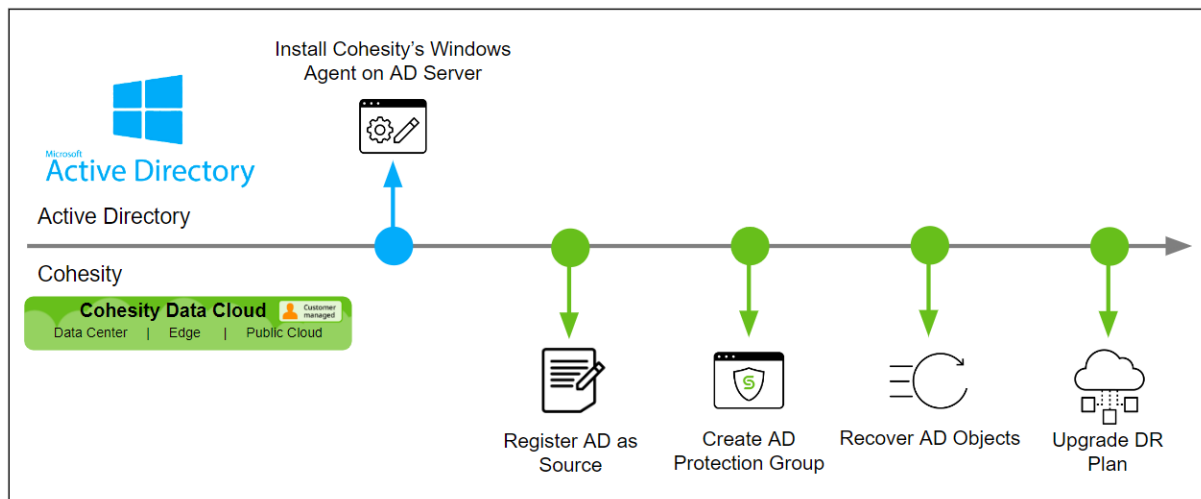 Install Cohesity's Windows
Agent on AD Server
Microsoft
Active Directory
Active Directory
Cohesity
Cohesity Data Cloud
Customer
managed
Data Center | Edge | Public Cloud
Register AD as
Source
Create AD
Protection Group
Recover AD Objects
Upgrade DR
Plan